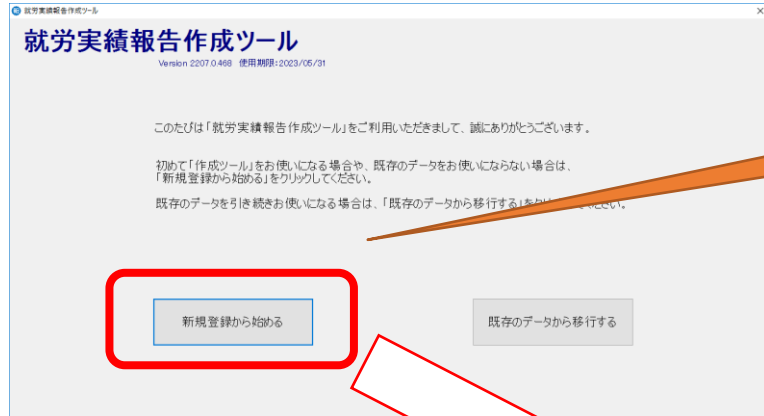 就労実績報告作成ツール
就労実績報告作成ツール
Version 2207.0.468 使用期限:2023/05/31
このたびは「就労実績報告作成ツール」をご利用いただきまして、誠にありがとうございます。
初めて「作成ツール」をお使いになる場合や、既存のデータをお使いにならない場合は、
「新規登録から始める」をクリックしてください。
既存のデータを引き続きお使いになる場合は、「既存のデータから移行する」ください。
新規登録から始める
既存のデータから移行する